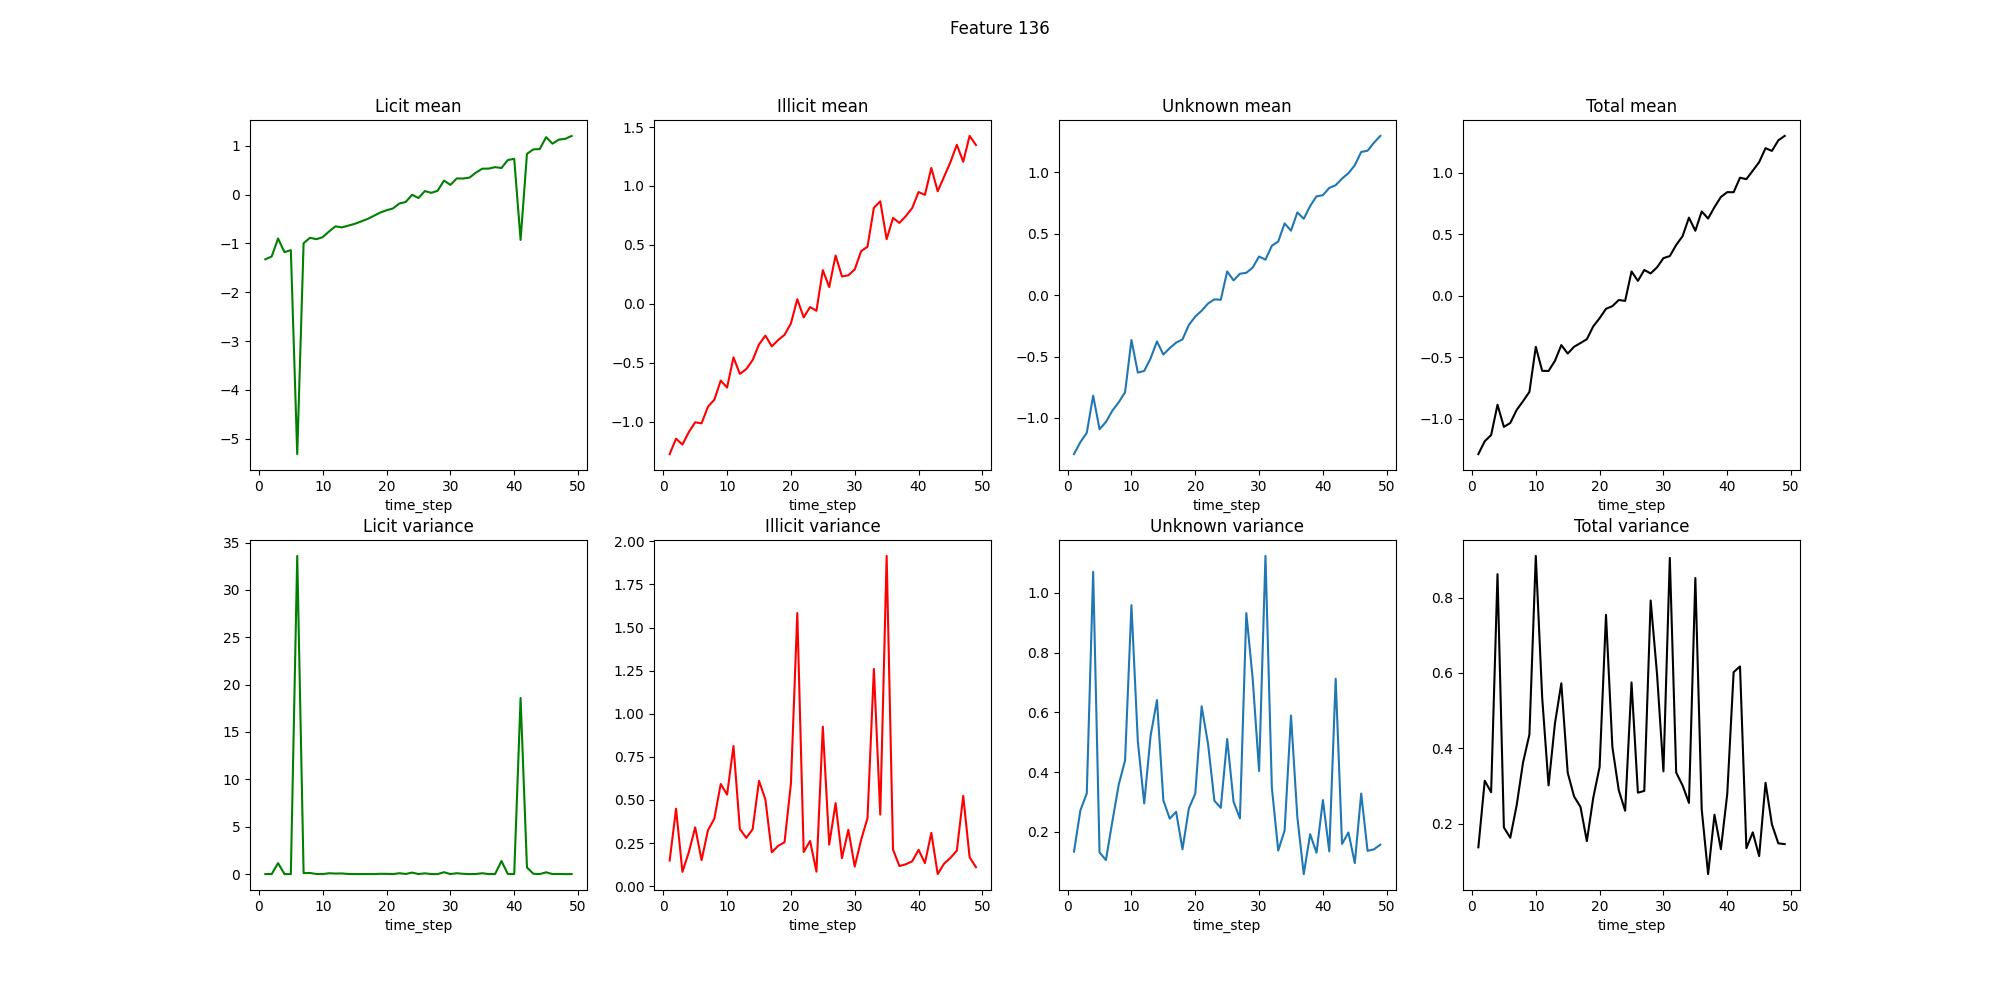 Feature 136
Licit mean
Illicit mean
Unknown mean
Total mean
1
0
−1
−2
−3
−4
−5
0 10 20 30 40 50
time_step
1.5
1.0
0.5
0.0
−0.5
−1.0
0 10 20 30 40 50
time_step
1.0
0.5
0.0
−0.5
−1.0
0 10 20 30 40 50
time_step
1.0
0.5
0.0
−0.5
−1.0
0 10 20 30 40 50
time_step
Licit variance
Illicit variance
Unknown variance
Total variance
35
30
25
20
15
10
5
0
0 10 20 30 40 50
time_step
2.00
1.75
1.50
1.25
1.00
0.75
0.50
0.25
0.00
0 10 20 30 40 50
time_step
1.0
0.8
0.6
0.4
0.2
0 10 20 30 40 50
time_step
0.8
0.6
0.4
0.2
0 10 20 30 40 50
time_step